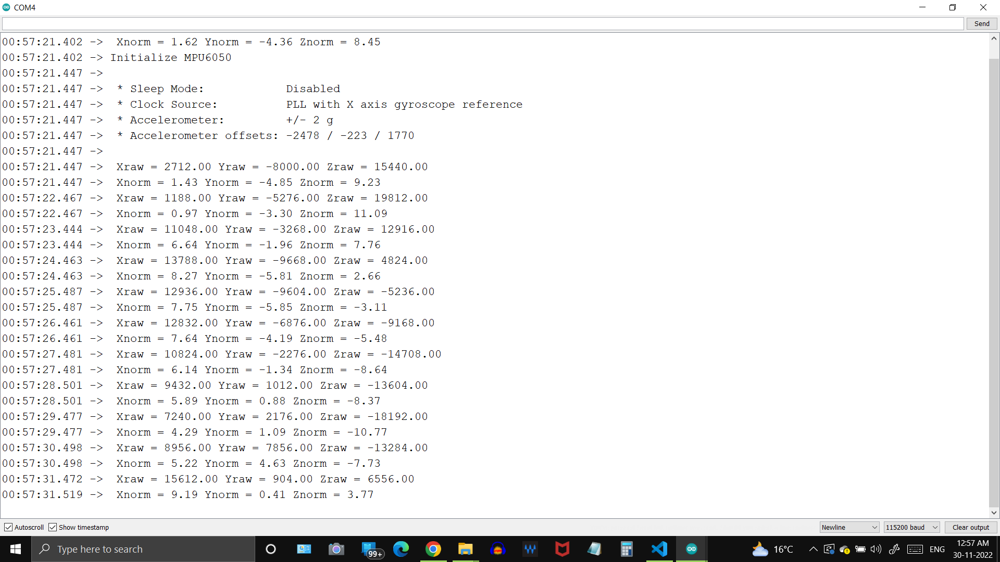 COM4
Send
00:57:21.402 -> Xnorm = 1.62 Ynorm = -4.36 Znorm = 8.45
00:57:21.402 -> Initialize MPU6050
00:57:21.447 ->
00:57:21.447 -> * Sleep Mode: Disabled
00:57:21.447 -> * Clock Source: PLL with X axis gyroscope reference
00:57:21.447 -> * Accelerometer: +/- 2 g
00:57:21.447 -> * Accelerometer offsets: -2478 / -223 / 1770
00:57:21.447 ->
00:57:21.447 -> Xraw = 2712.00 Yraw = -8000.00 Zraw = 15440.00
00:57:21.447 -> Xnorm = 1.43 Ynorm = -4.85 Znorm = 9.23
00:57:22.467 -> Xraw = 1188.00 Yraw = -5276.00 Zraw = 19812.00
00:57:22.467 -> Xnorm = 0.97 Ynorm = -3.30 Znorm = 11.09
00:57:23.444 -> Xraw = 11048.00 Yraw = -3268.00 Zraw = 12916.00
00:57:23.444 -> Xnorm = 6.64 Ynorm = -1.96 Znorm = 7.76
00:57:24.463 -> Xraw = 13788.00 Yraw = -9668.00 Zraw = 4824.00
00:57:24.463 -> Xnorm = 8.27 Ynorm = -5.81 Znorm = 2.66
00:57:25.487 -> Xraw = 12936.00 Yraw = -9604.00 Zraw = -5236.00
00:57:25.487 -> Xnorm = 7.75 Ynorm = -5.85 Znorm = -3.11
00:57:26.461 -> Xraw = 12832.00 Yraw = -6876.00 Zraw = -9168.00
00:57:26.461 -> Xnorm = 7.64 Ynorm = -4.19 Znorm = -5.48
00:57:27.481 -> Xraw = 10824.00 Yraw = -2276.00 Zraw = -14708.00
00:57:27.481 -> Xnorm = 6.14 Ynorm = -1.34 Znorm = -8.64
00:57:28.501 -> Xraw = 9432.00 Yraw = 1012.00 Zraw = -13604.00
00:57:28.501 -> Xnorm = 5.89 Ynorm = 0.88 Znorm = -8.37
00:57:29.477 -> Xraw = 7240.00 Yraw = 2176.00 Zraw = -18192.00
00:57:29.477 -> Xnorm = 4.29 Ynorm = 1.09 Znorm = -10.77
00:57:30.498 -> Xraw = 8956.00 Yraw = 7856.00 Zraw = -13284.00
00:57:30.498 -> Xnorm = 5.22 Ynorm = 4.63 Znorm = -7.73
00:57:31.472 -> Xraw = 15612.00 Yraw = 904.00 Zraw = 6556.00
00:57:31.519 -> Xnorm = 9.19 Ynorm = 0.41 Znorm = 3.77
Autoscroll Show timestamp Newline 115200 baud Clear output
Type here to search 99+ 16°C ENG 12:57 AM
30-11-2022